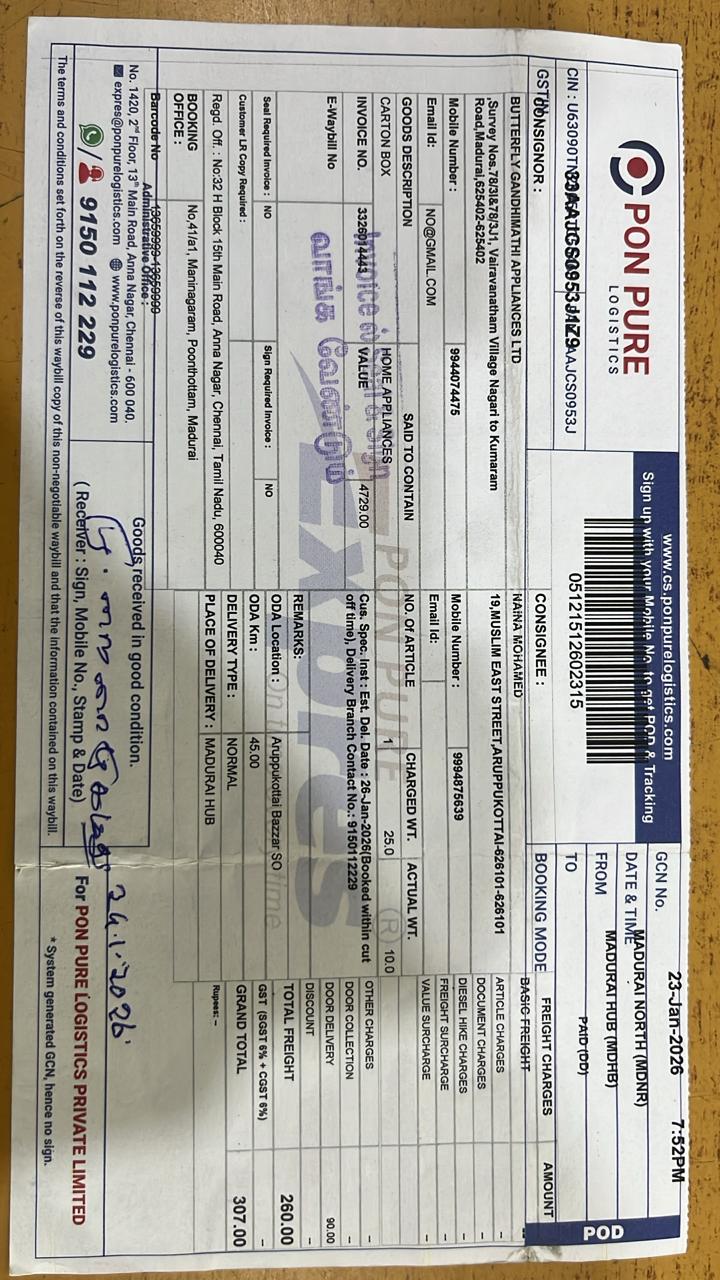 PON PURE
LOGISTICS
www.cs.ponpurelogistics.com
Sign up with your Mobile No. to get POD & Tracking
05121512602315
GCN No.
DATE & TIME
23-Jan-2026 7:52PM
FROM
MADURAI NORTH (MDNR)
TO
MADURAI HUB (MDHB)
BOOKING MODE
PAID (DD)
POD
CONSIGNOR :
BUTTERFLY GANDHIMATHI APPLIANCES LTD
,Survey Nos.78/3I&78/3J1, Vairavanatham Village Nagari to Kumaram
Road,Madurai,625402-625402
Mobile Number : 9944074475
Email Id: NO@GMAIL.COM
CONSIGNEE :
NAINA MOHAMED
19,MUSLIM EAST STREET,ARUPPUKOTTAI-626101-626101
Mobile Number : 9994875639
Email Id:
GOODS DESCRIPTION SAID TO CONTAIN NO. OF ARTICLE CHARGED WT. ACTUAL WT.
CARTON BOX HOME APPLIANCES 1 25.0 10.0
INVOICE NO. 3326014443 VALUE 4729.00
Cus. Spec. Inst : Est. Del. Date : 26-Jan-2026(Booked within cut
off time), Delivery Branch Contact No.: 9150112229
E-Waybill No
REMARKS:
Seal Required Invoice : NO Sign Required Invoice : NO
Customer LR Copy Required :
ODA Location : Aruppukottai Bazzar SO
ODA Km : 45.00
DELIVERY TYPE : NORMAL
PLACE OF DELIVERY : MADURAI HUB
Regd. Off. : No:32 H Block 15th Main Road, Anna Nagar, Chennai, Tamil Nadu, 600040
BOOKING
OFFICE : No,41/a1, Maninagaram, Poonthottam, Madurai
FREIGHT CHARGES AMOUNT
BASIC FREIGHT -
ARTICLE CHARGES -
DOCUMENT CHARGES -
DIESEL HIKE CHARGES -
FREIGHT SURCHARGE -
VALUE SURCHARGE -
OTHER CHARGES -
DOOR COLLECTION -
DOOR DELIVERY 90.00
DISCOUNT -
TOTAL FREIGHT 260.00
GST (SGST 6% + CGST 6%) -
GRAND TOTAL 307.00
Rupees: --
PON PURE
Expres
®
வாங்க வேண்டும்
Barcode No
Administrative Office :
No. 1420, 2nd Floor, 13th Main Road, Anna Nagar, Chennai - 600 040.
expres@ponpurelogistics.com www.ponpurelogistics.com
9150 112 229
Goods received in good condition.
24.1.2026
( Receiver : Sign, Mobile No., Stamp & Date)
For PON PURE LOGISTICS PRIVATE LIMITED
The terms and conditions set forth on the reverse of this waybill copy of this non-negotiable waybill and that the information contained on this waybill.
* System generated GCN, hence no sign.